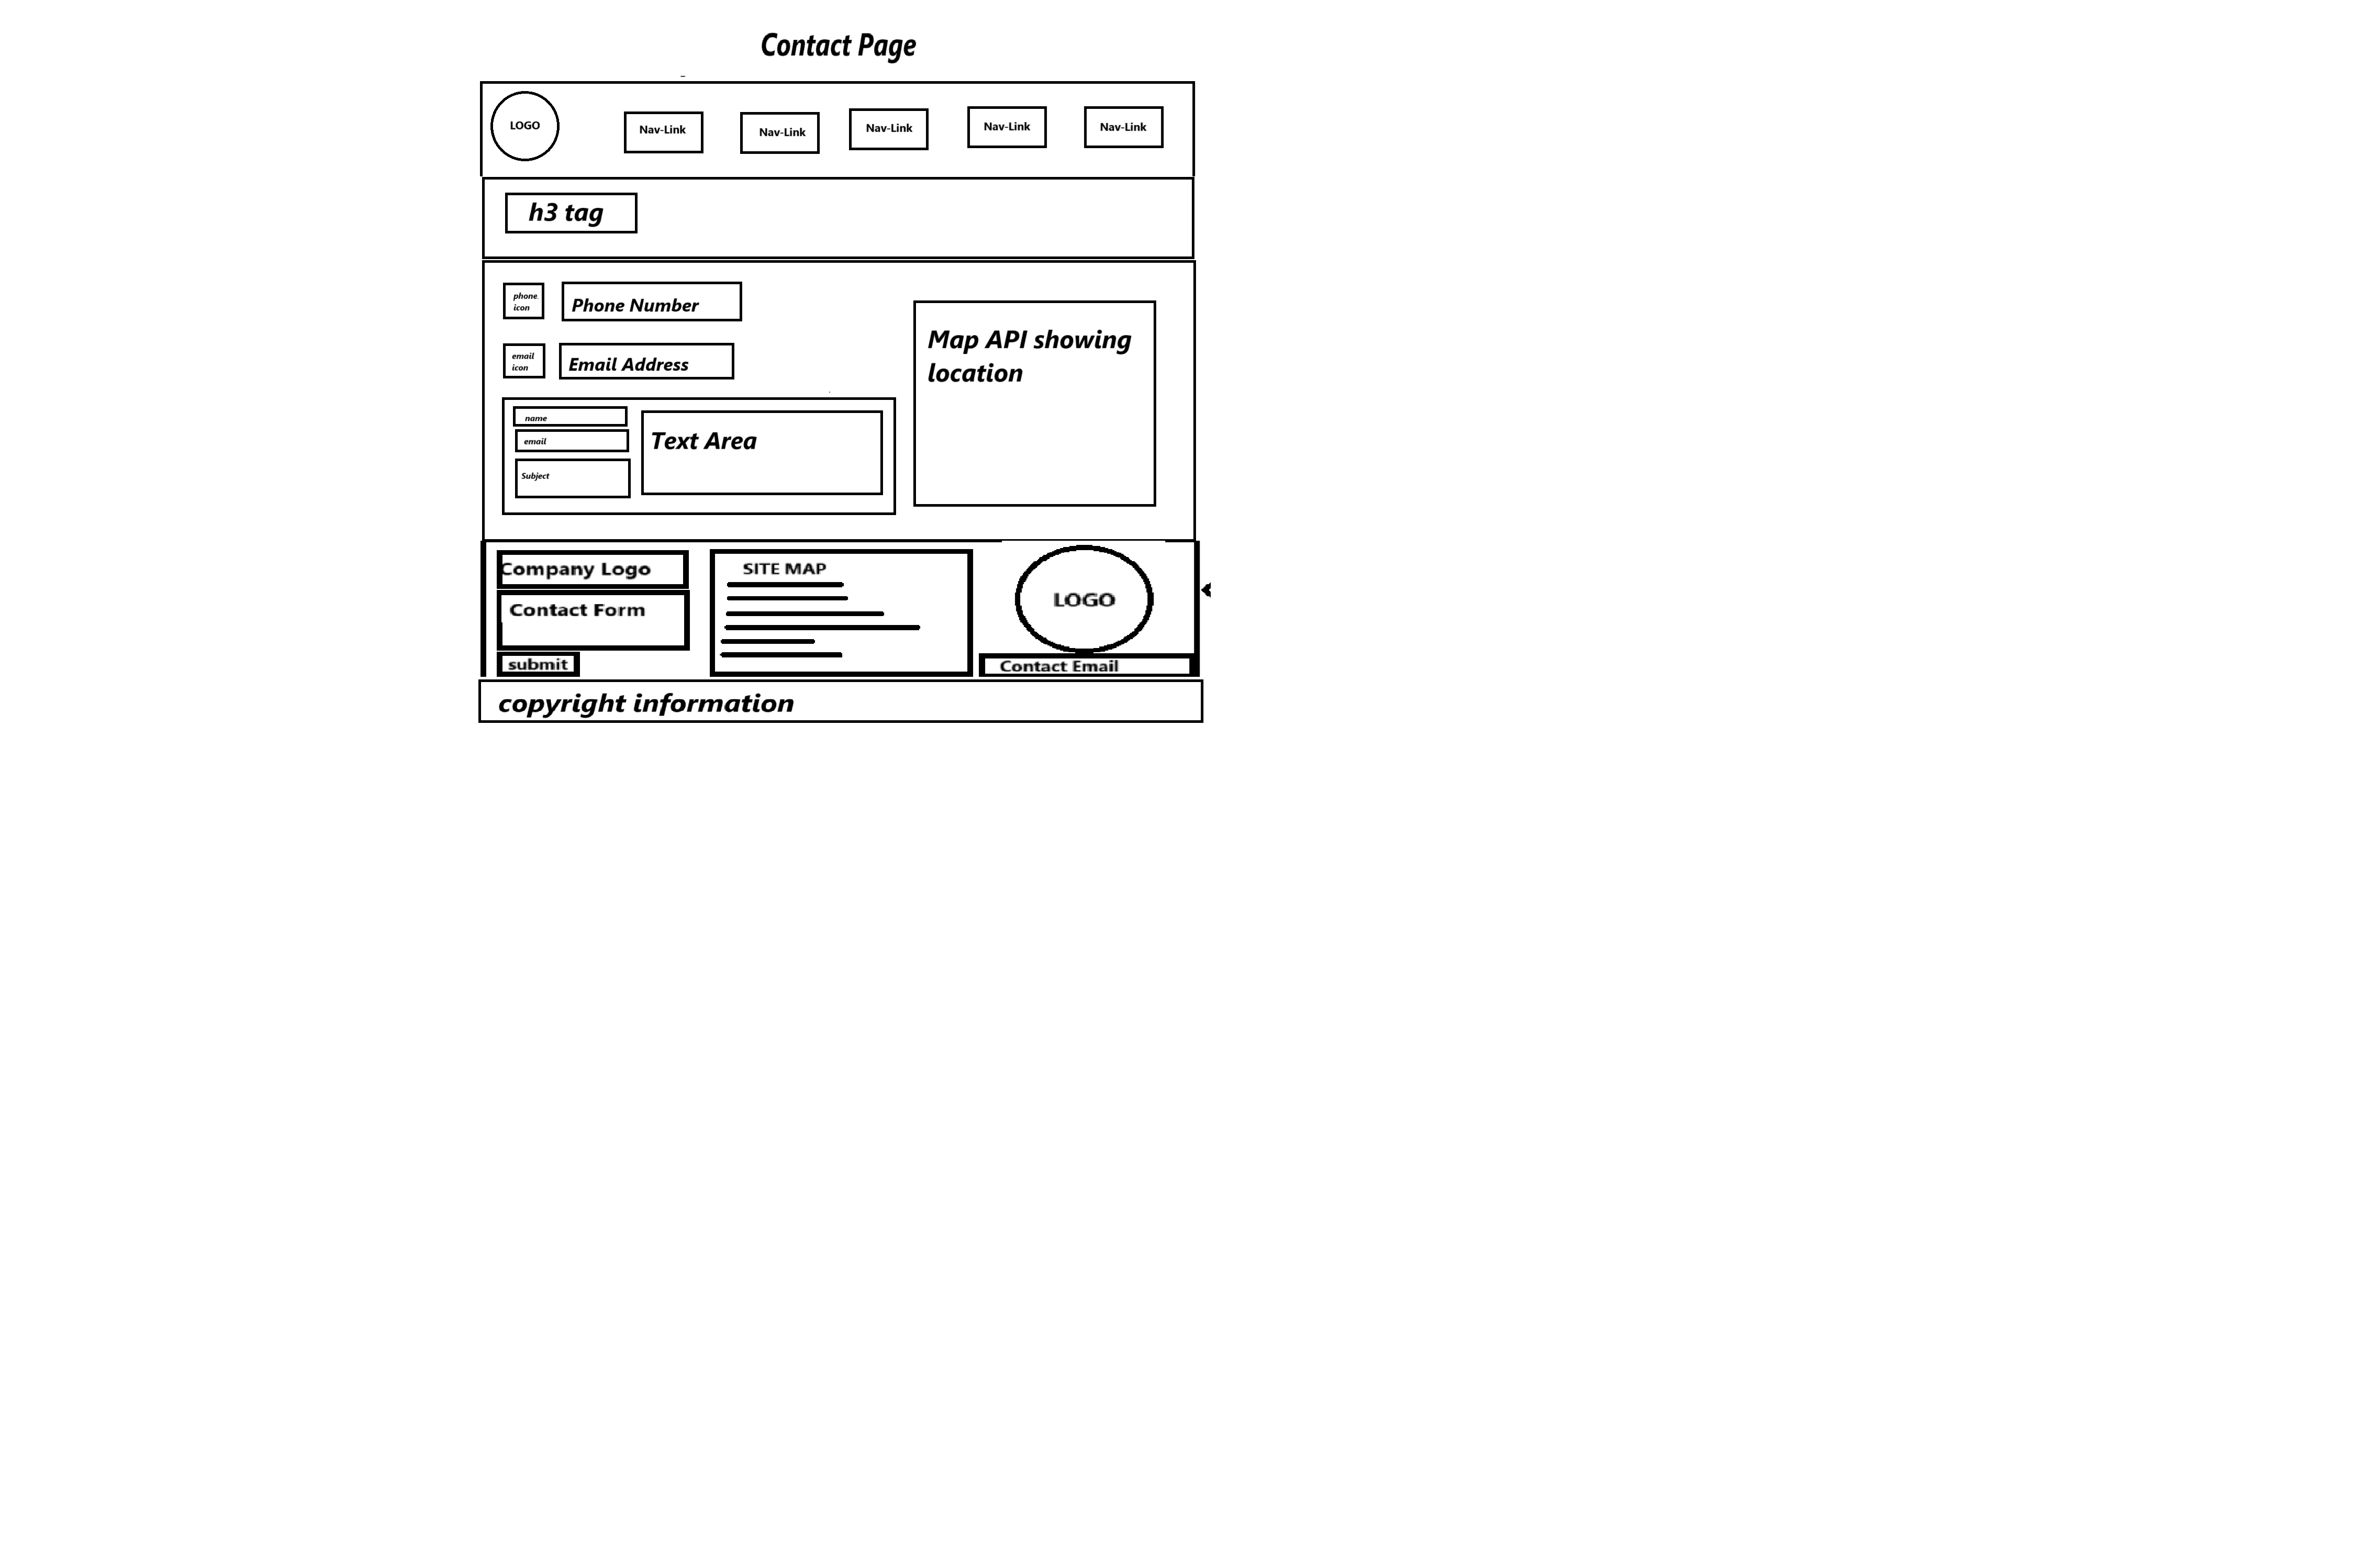 Contact Page
LOGO
Nav-Link
Nav-Link
Nav-Link
Nav-Link
Nav-Link
h3 tag
phone
icon
Phone Number
email
icon
Email Address
name
email
Subject
Text Area
Map API showing
location
Company Logo
Contact Form
submit
SITE MAP
LOGO
Contact Email
copyright information